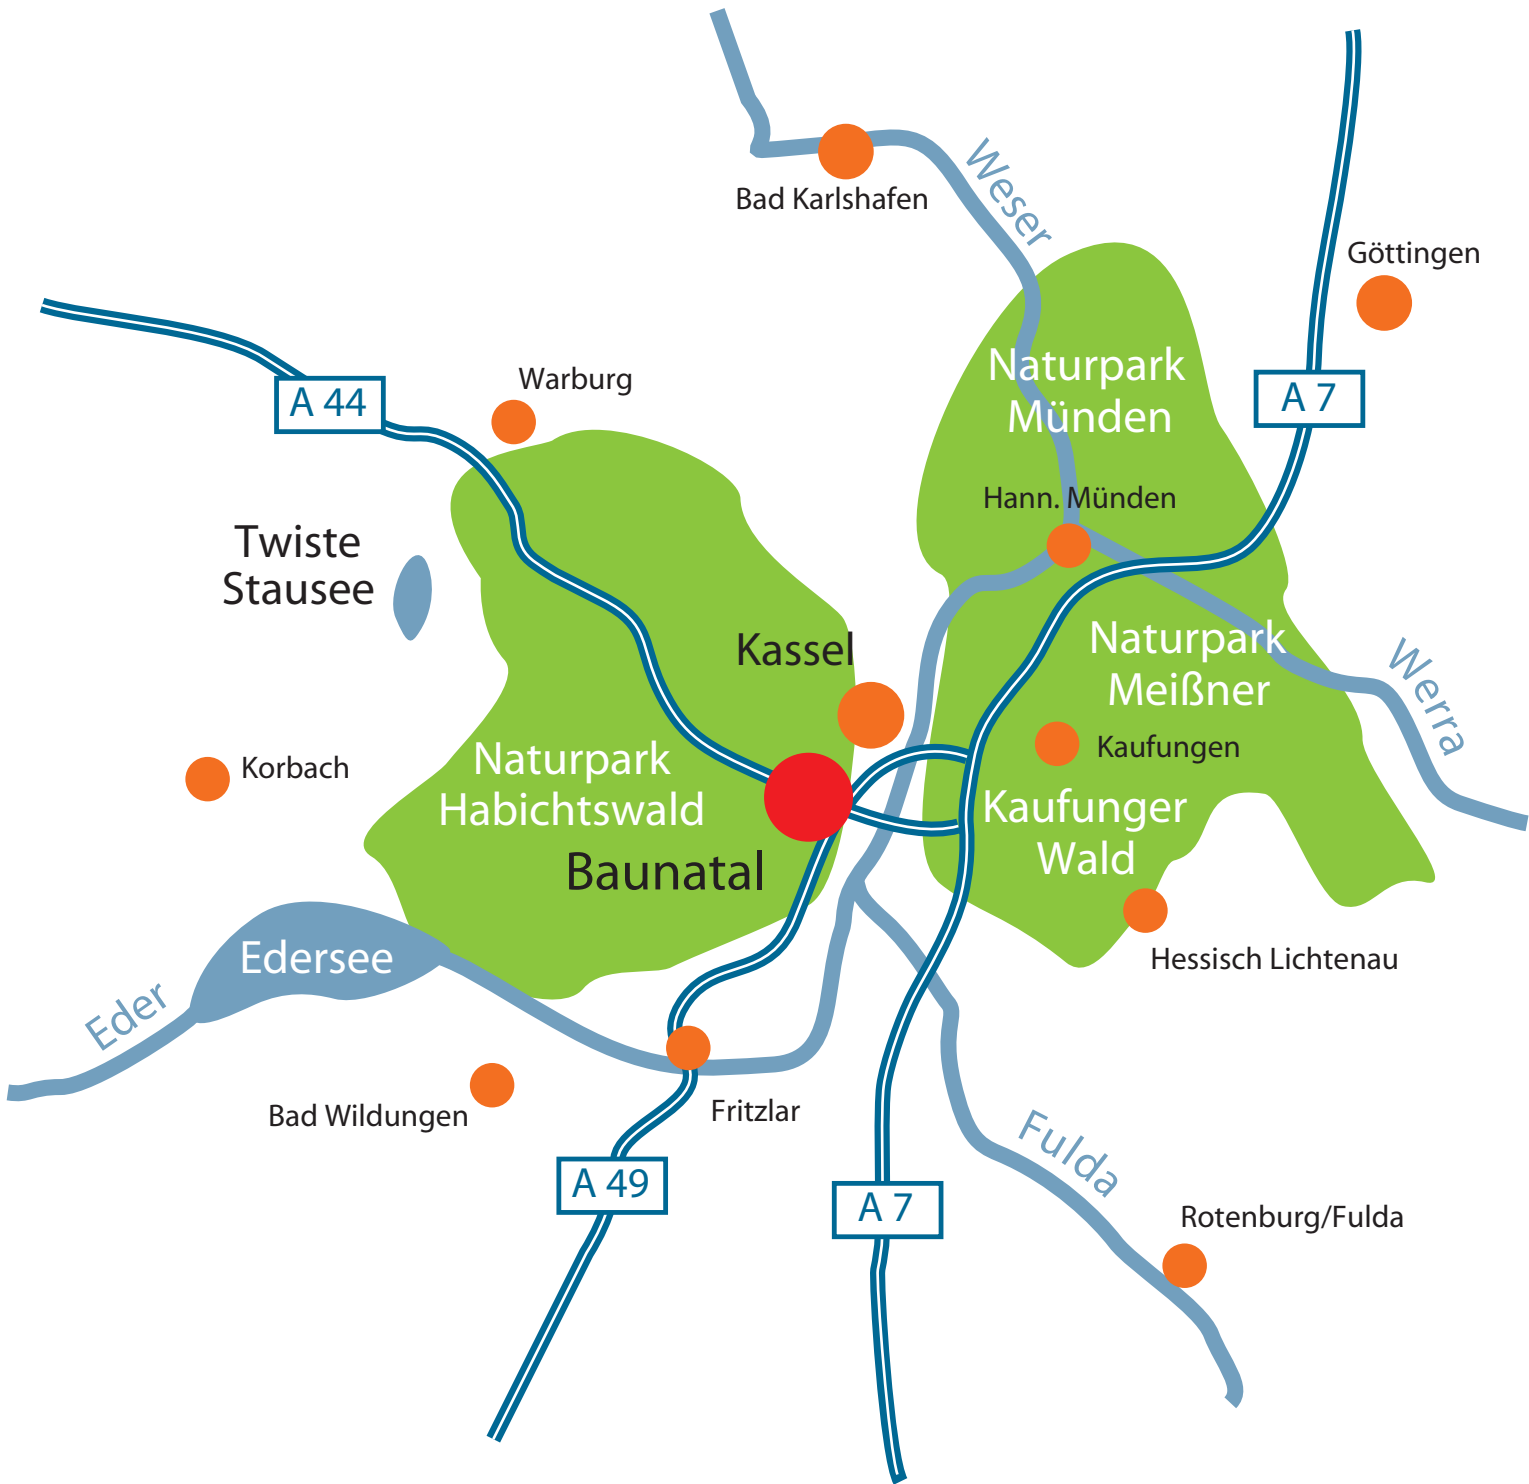 Weser
Bad Karlshafen
Göttingen
Naturpark
Münden
A 7
Warburg
A 44
Hann. Münden
Twiste
Stausee
Kassel
Naturpark
Meißner
Werra
Kaufungen
Korbach
Naturpark
Habichtswald
Kaufunger
Wald
Baunatal
Edersee
Hessisch Lichtenau
Eder
Bad Wildungen
Fritzlar
Fulda
A 49
A 7
Rotenburg/Fulda